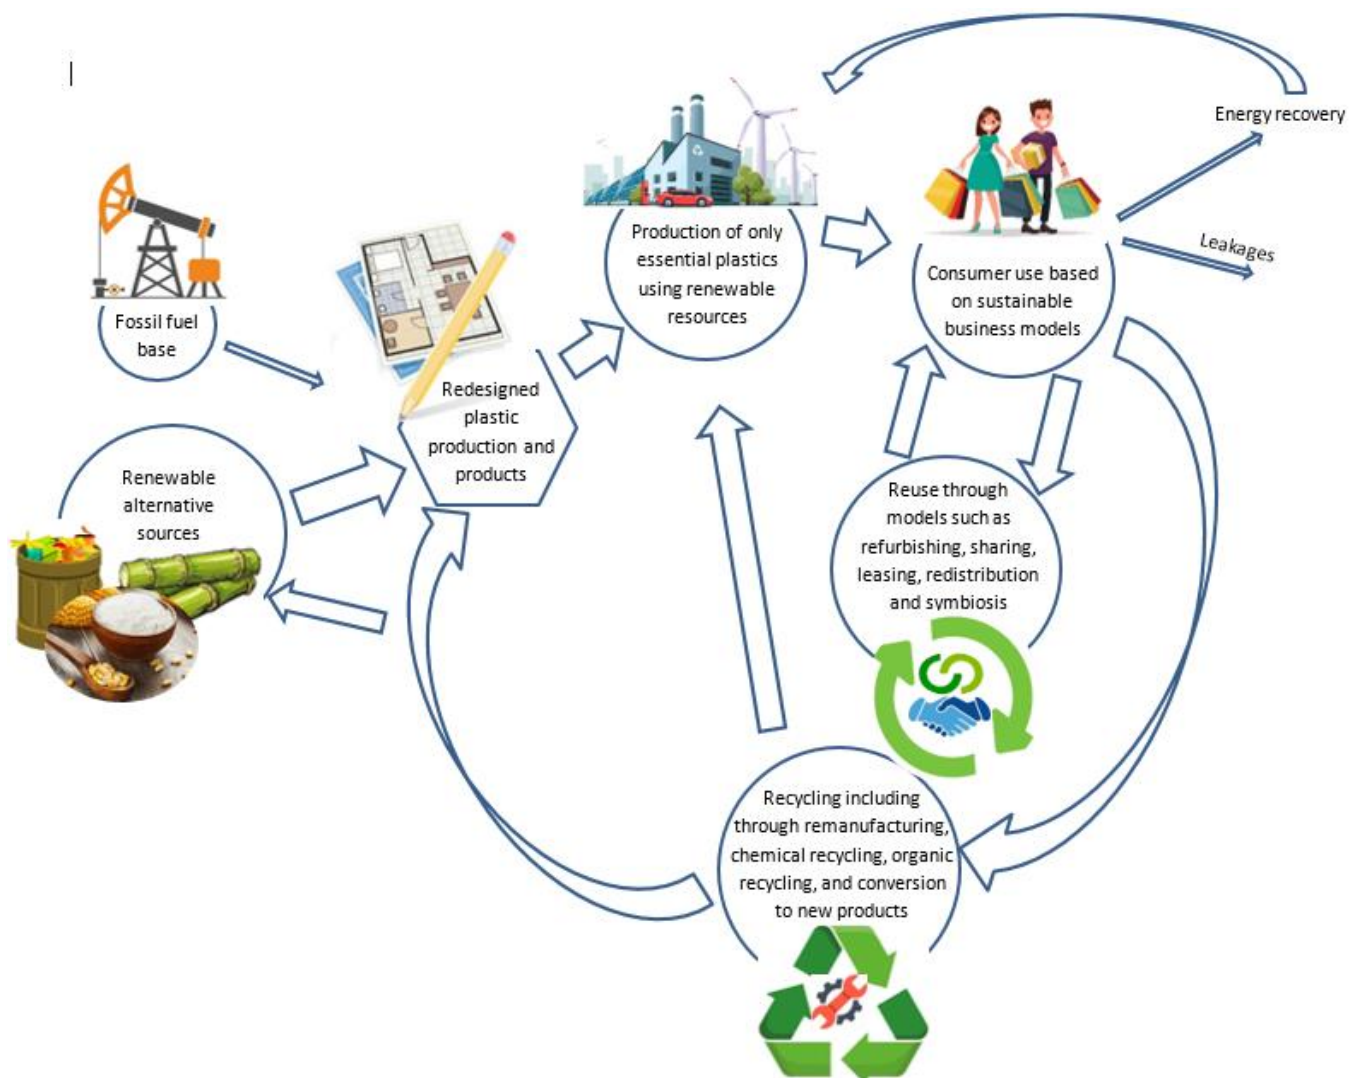 Energy recovery
Leakages
Production of only
essential plastics
using renewable
resources
Consumer use based
on sustainable
business models
Fossil fuel
base
Redesigned
plastic
production and
products
Renewable
alternative
sources
Reuse through
models such as
refurbishing, sharing,
leasing, redistribution
and symbiosis
Recycling including
through remanufacturing,
chemical recycling, organic
recycling, and conversion
to new products